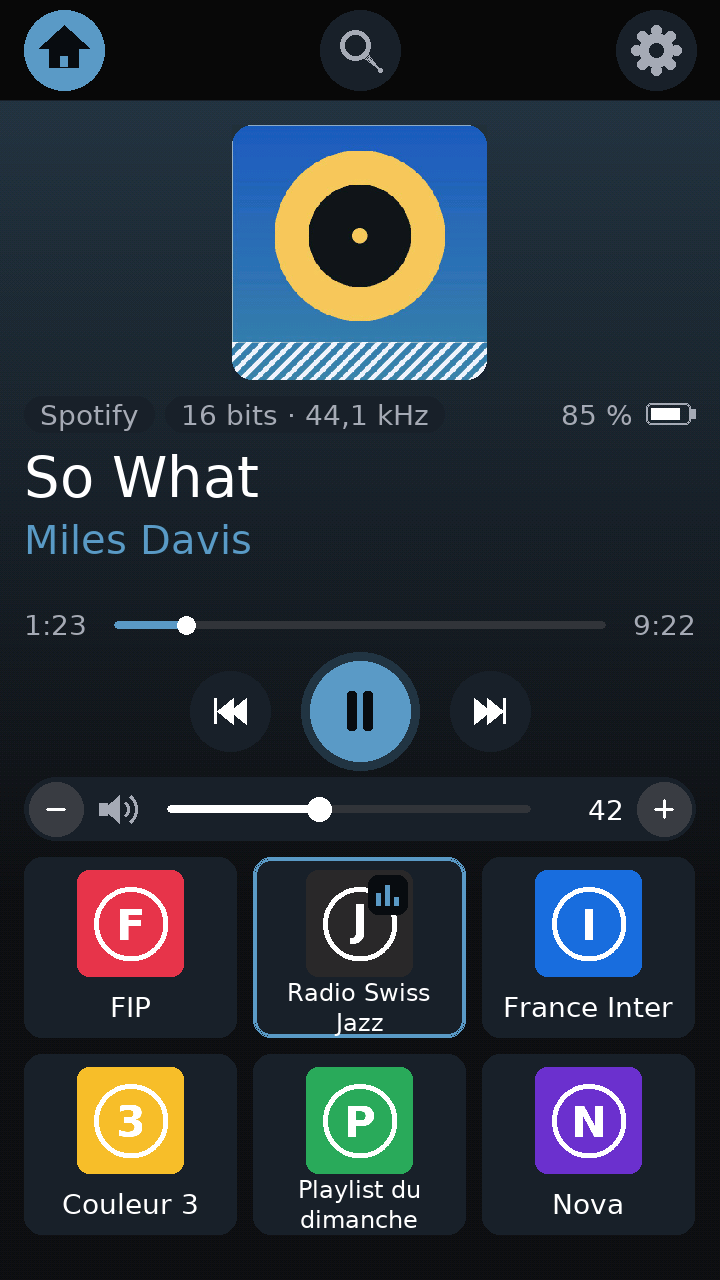 Spotify
16 bits · 44,1 kHz
85 %
So What
Miles Davis
1:23
9:22
42
F
FIP
J
Radio Swiss
Jazz
I
France Inter
3
Couleur 3
P
Playlist du
dimanche
N
Nova